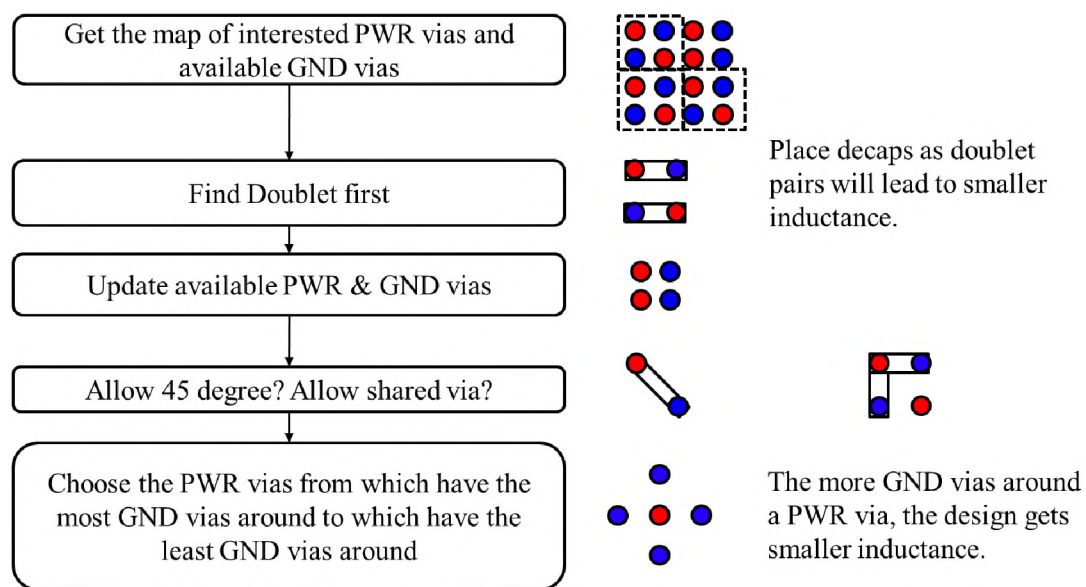 Get the map of interested PWR vias and
available GND vias
Place decaps as doublet
pairs will lead to smaller
inductance.
Find Doublet first
Update available PWR & GND vias
Allow 45 degree? Allow shared via?
Choose the PWR vias from which have the
most GND vias around to which have the
least GND vias around
The more GND vias around
a PWR via, the design gets
smaller inductance.